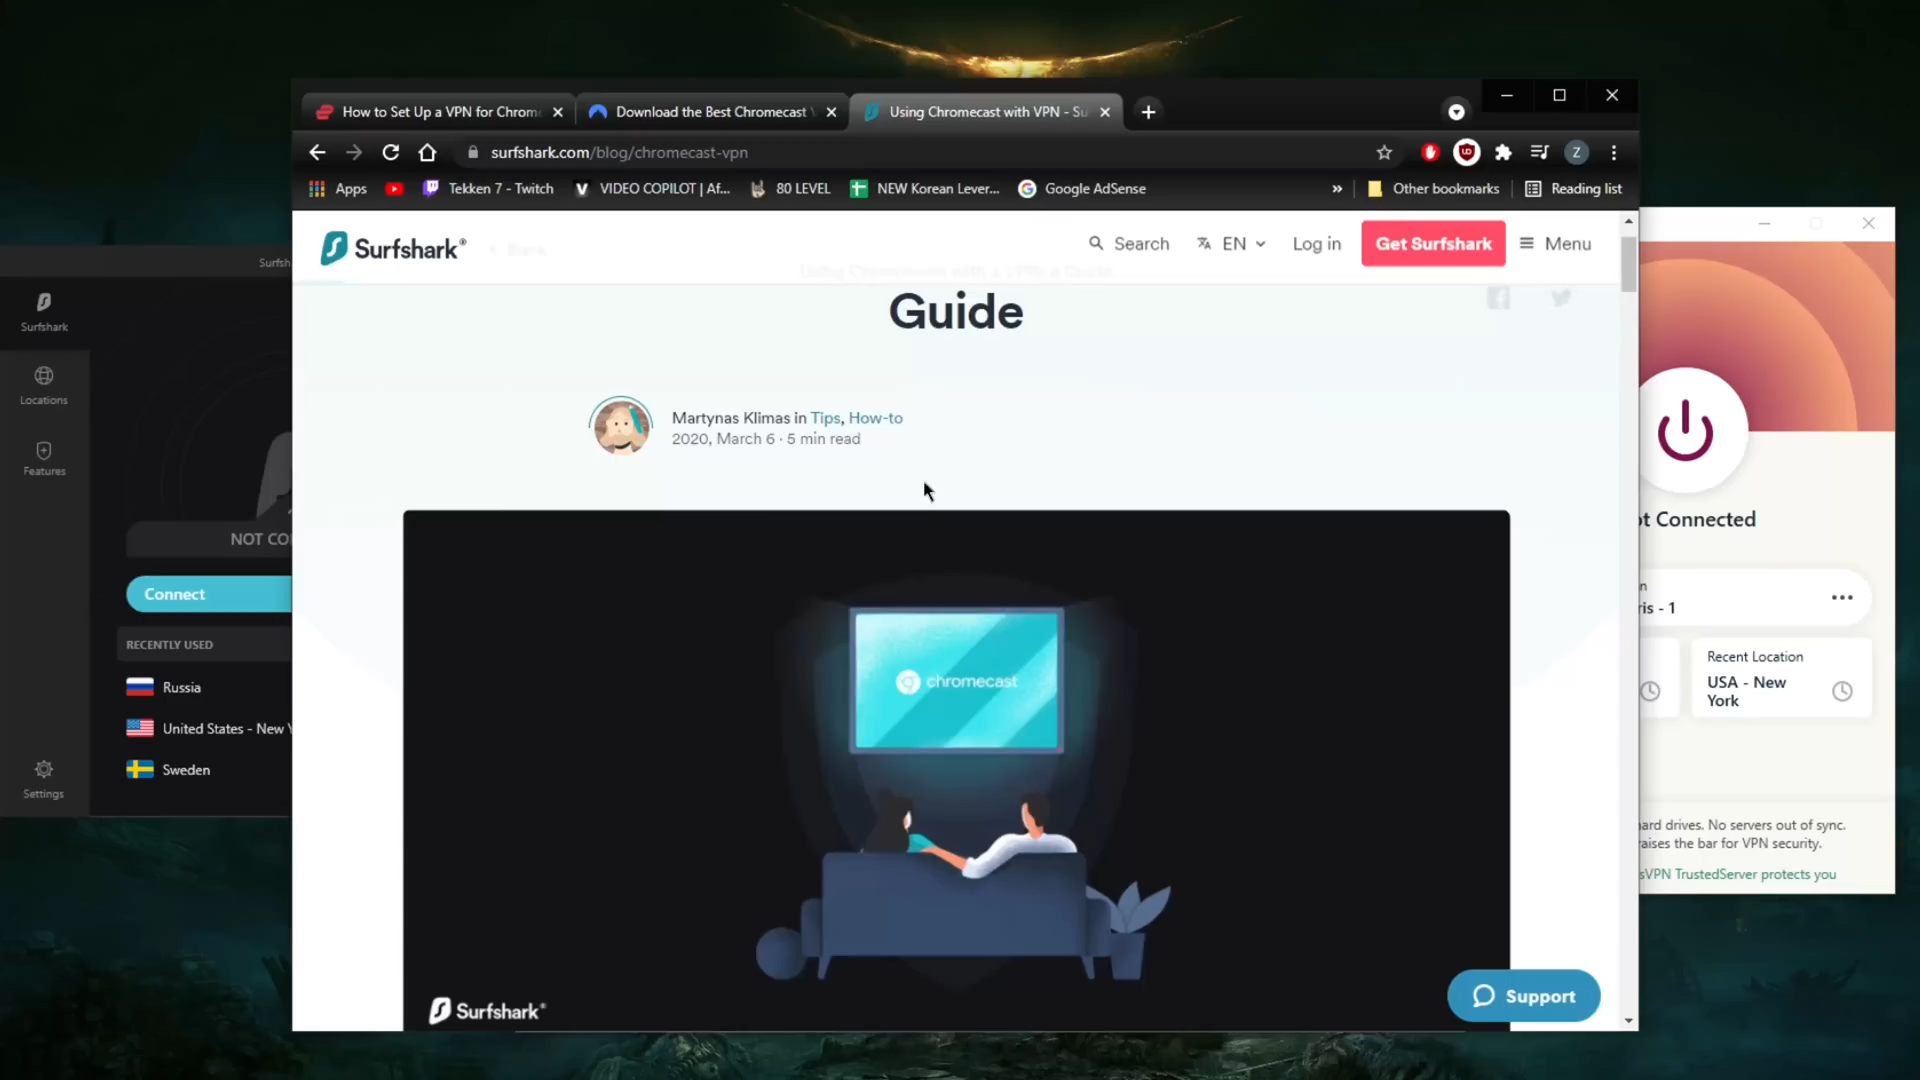 How to Set Up a VPN for Chrom
Download the Best Chromecast
Using Chromecast with VPN - Su
surfshark.com/blog/chromecast-vpn
Apps
Tekken 7 - Twitch
VIDEO COPILOT | Af...
80 LEVEL
NEW Korean Lever...
Google AdSense
»
Other bookmarks
Reading list
Surfshark®
Search
EN
Log in
Get Surfshark
Menu
Guide
Martynas Klimas in Tips, How-to
2020, March 6 · 5 min read
chromecast
Surfshark®
Support
Surfsh
Surfshark
Locations
Features
Settings
NOT CO
Connect
RECENTLY USED
Russia
United States - New Y
Sweden
t Connected
ris - 1
Recent Location
USA - New
York
ard drives. No servers out of sync.
aises the bar for VPN security.
sVPN TrustedServer protects you